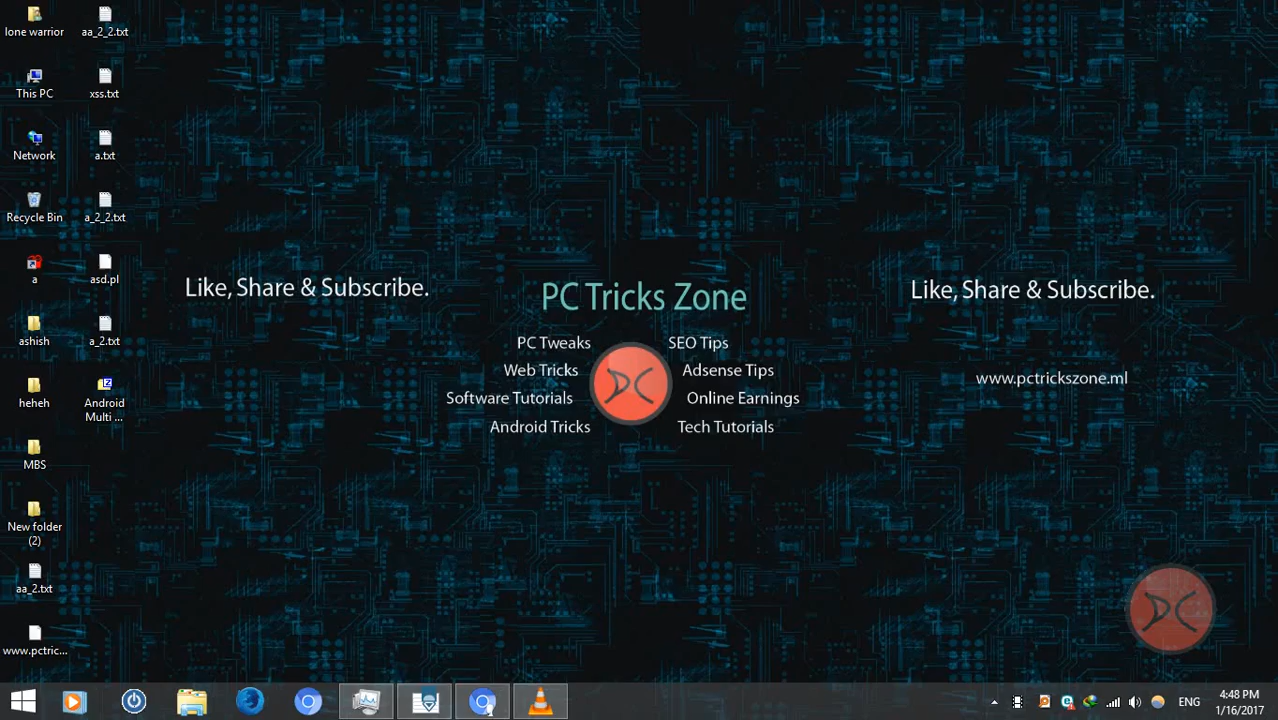 lone warrior
aa_2_2.txt
This PC
xss.txt
Network
a.txt
Recycle Bin
a_2_2.txt
a
asd.pl
ashish
a_2.txt
heheh
Android
Multi ...
MBS
New folder
(2)
aa_2.txt
www.pctric...
Like, Share & Subscribe.
PC Tricks Zone
PC Tweaks
SEO Tips
Web Tricks
Adsense Tips
Software Tutorials
Online Earnings
Android Tricks
Tech Tutorials
PC
Like, Share & Subscribe.
www.pctrickszone.ml
PC
ENG
4:48 PM
1/16/2017